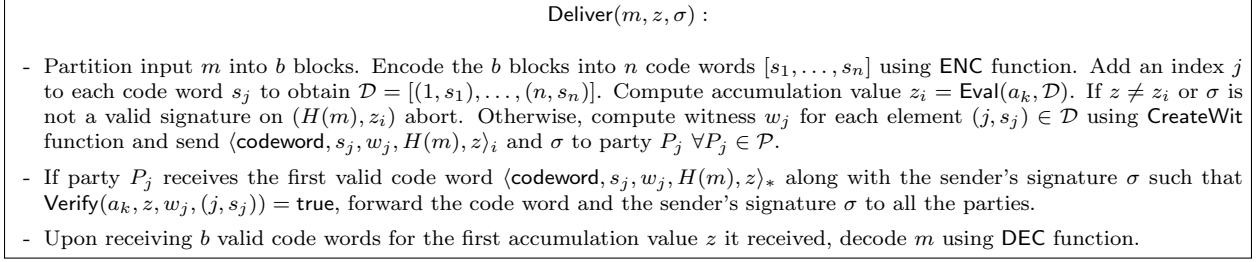 Deliver(m, z, σ) :
- Partition input m into b blocks. Encode the b blocks into n code words [s₁, . . . , sₙ] using ENC function. Add an index j
to each code word sⱼ to obtain 𝒟 = [(1, s₁), . . . , (n, sₙ)]. Compute accumulation value zᵢ = Eval(aₖ, 𝒟). If z ≠ zᵢ or σ is
not a valid signature on (H(m), zᵢ) abort. Otherwise, compute witness wⱼ for each element (j, sⱼ) ∈ 𝒟 using CreateWit
function and send ⟨codeword, sⱼ, wⱼ, H(m), z⟩ᵢ and σ to party Pⱼ ∀Pⱼ ∈ 𝒫.
- If party Pⱼ receives the first valid code word ⟨codeword, sⱼ, wⱼ, H(m), z⟩∗ along with the sender's signature σ such that
Verify(aₖ, z, wⱼ, (j, sⱼ)) = true, forward the code word and the sender's signature σ to all the parties.
- Upon receiving b valid code words for the first accumulation value z it received, decode m using DEC function.